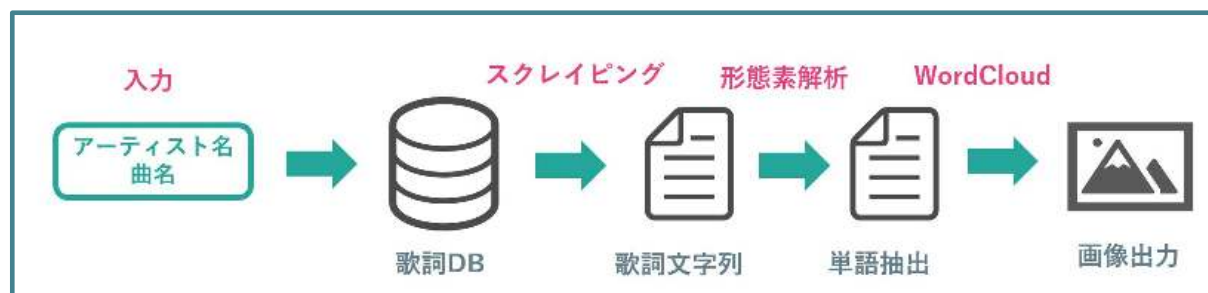 入力
スクレイピング
形態素解析
WordCloud
アーティスト名
曲名
歌詞DB
歌詞文字列
単語抽出
画像出力